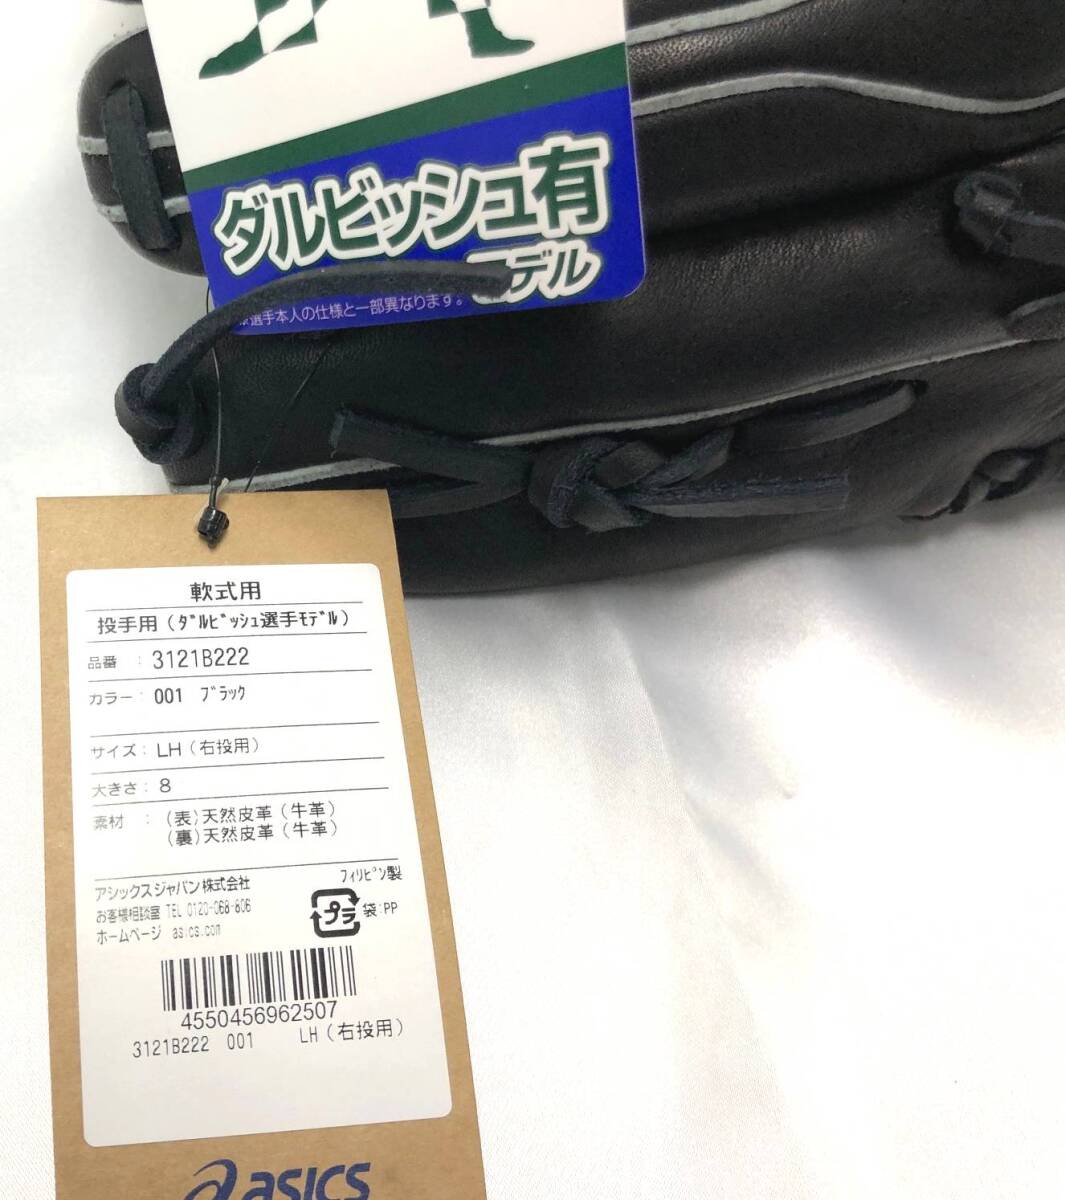 ダルビッシュ有
モデル
選手本人の仕様と一部異なります。
軟式用
投手用(ﾀﾞﾙﾋﾞｯｼｭ選手ﾓﾃﾞﾙ)
品番 : 3121B222
カラー: 001 ﾌﾞﾗｯｸ
サイズ: LH(右投用)
大きさ: 8
素材 : (表)天然皮革(牛革)
(裏)天然皮革(牛革)
アシックスジャパン株式会社 ﾌｨﾘﾋﾟﾝ製
お客様相談室 TEL 0120-068-806
プラ 袋:PP
ホームページ asics.com
4550456962507
3121B222 001 LH(右投用)
asics